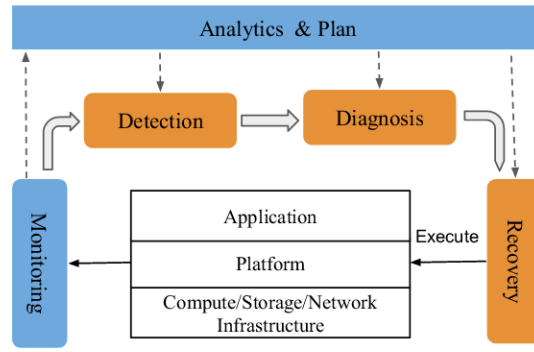 Analytics & Plan
Detection
Diagnosis
Monitoring
Application
Platform
Compute/Storage/Network
Infrastructure
Execute
Recovery